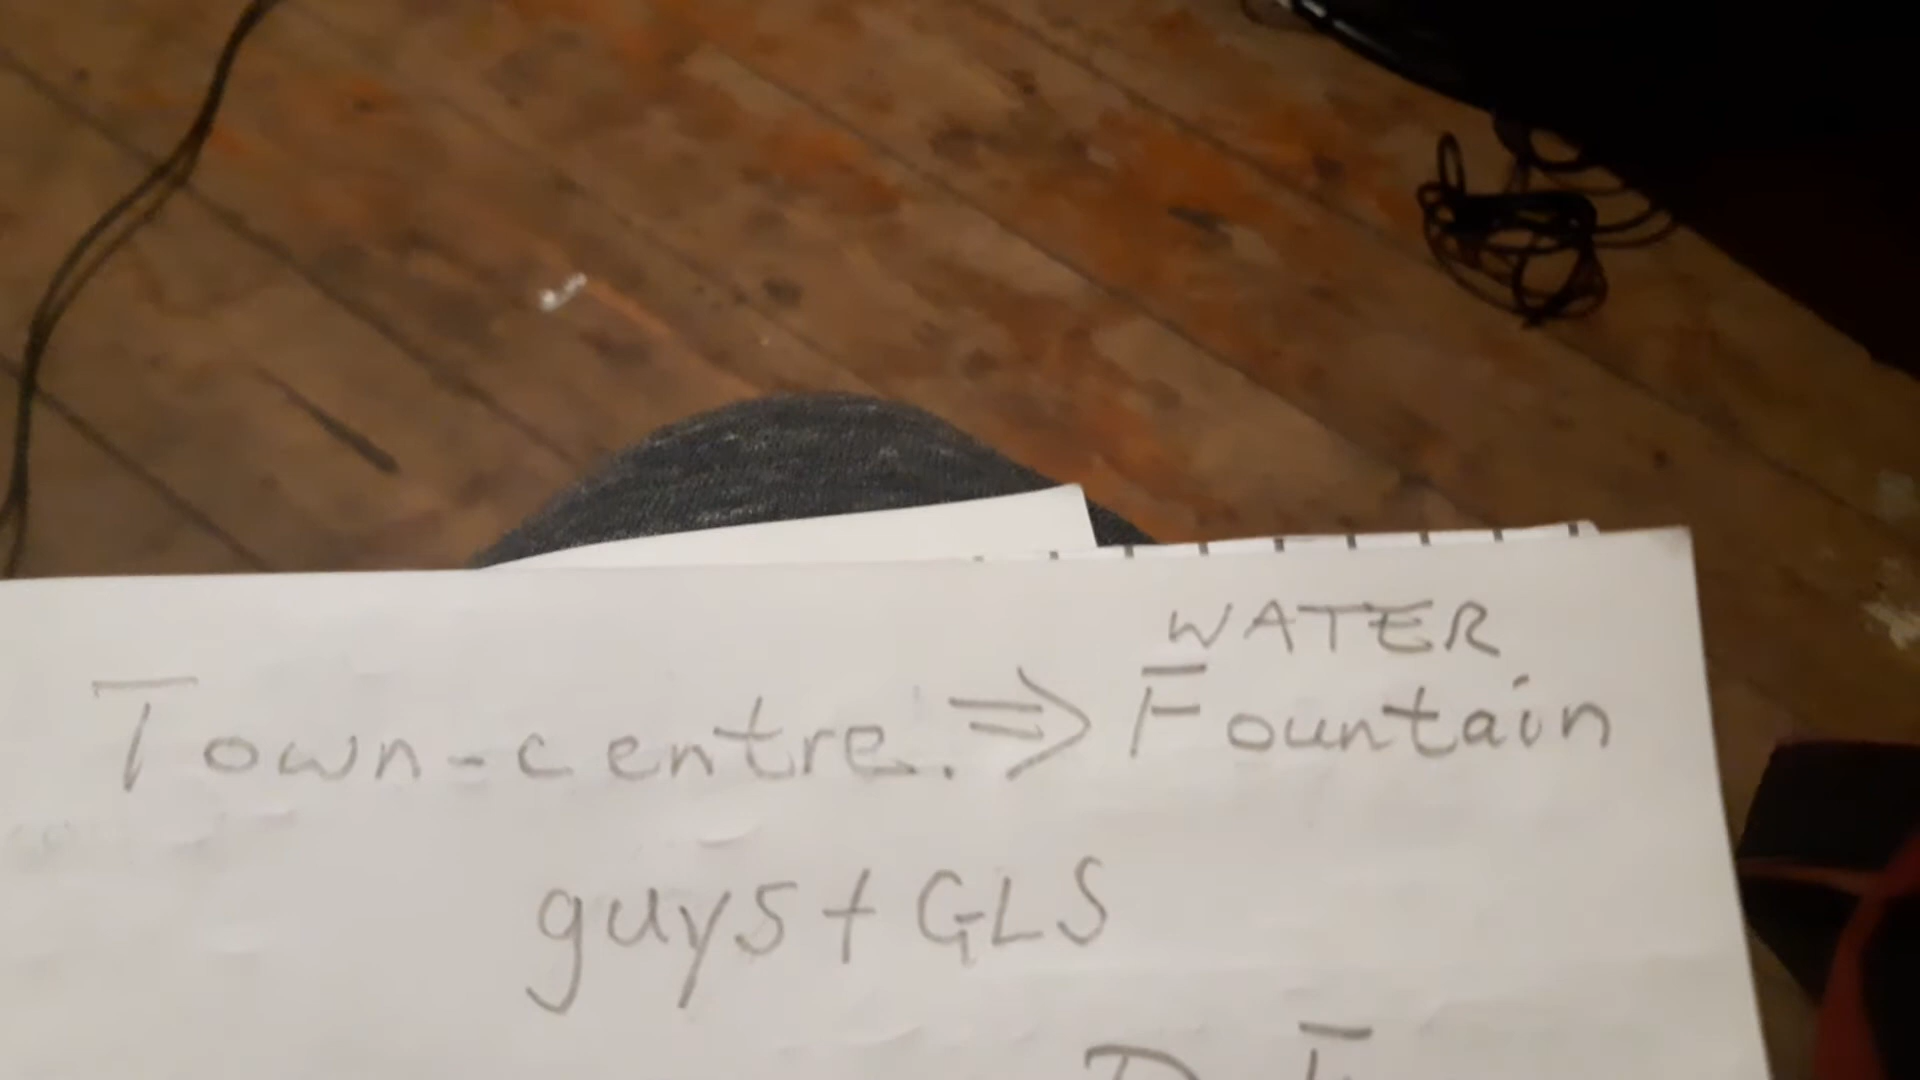 WATER
Town-centre. ⇒ Fountain
guys + GLS